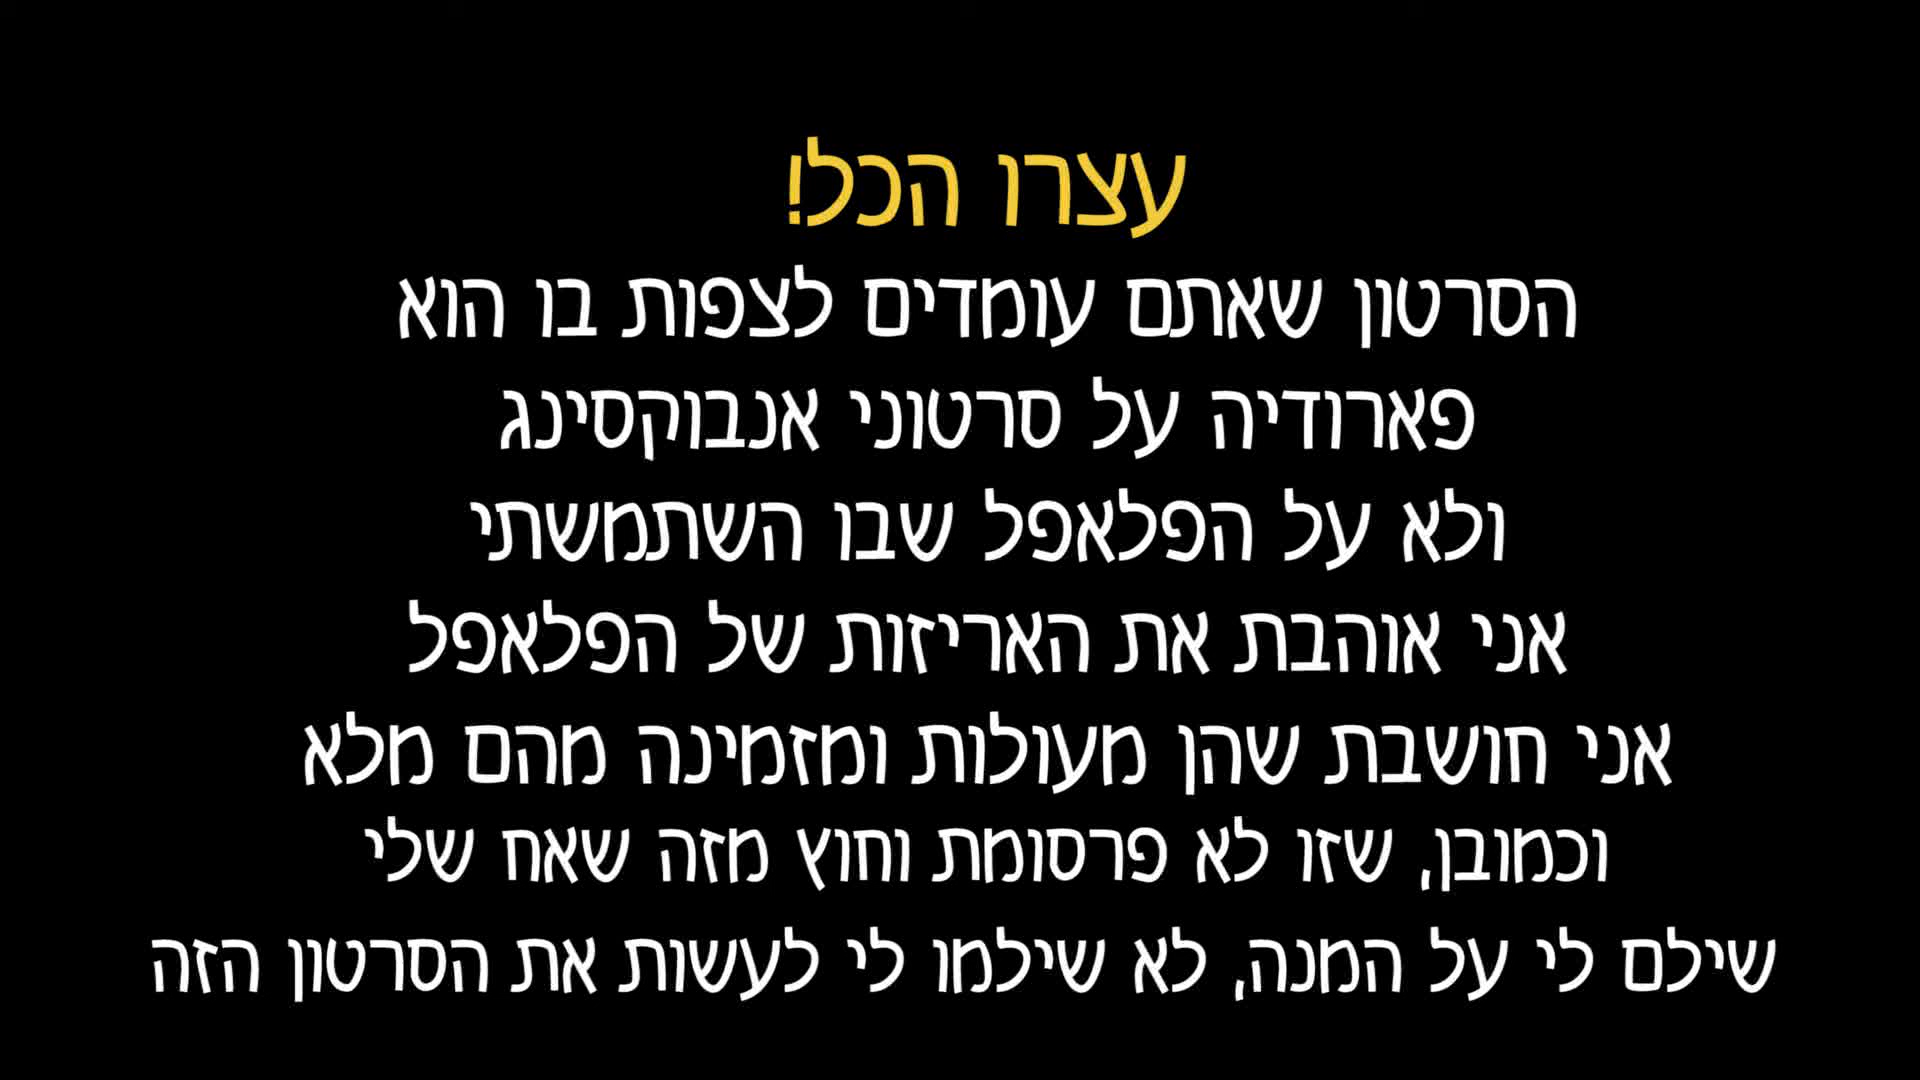 עצרו הכל!
הסרטון שאתם עומדים לצפות בו הוא
פארודיה על סרטוני אנבוקסינג
ולא על הפלאפל שבו השתמשתי
אני אוהבת את האריזות של הפלאפל
אני חושבת שהן מעולות ומזמינה מהם מלא
וכמובן, שזו לא פרסומת וחוץ מזה שאח שלי
שילם לי על המנה, לא שילמו לי לעשות את הסרטון הזה